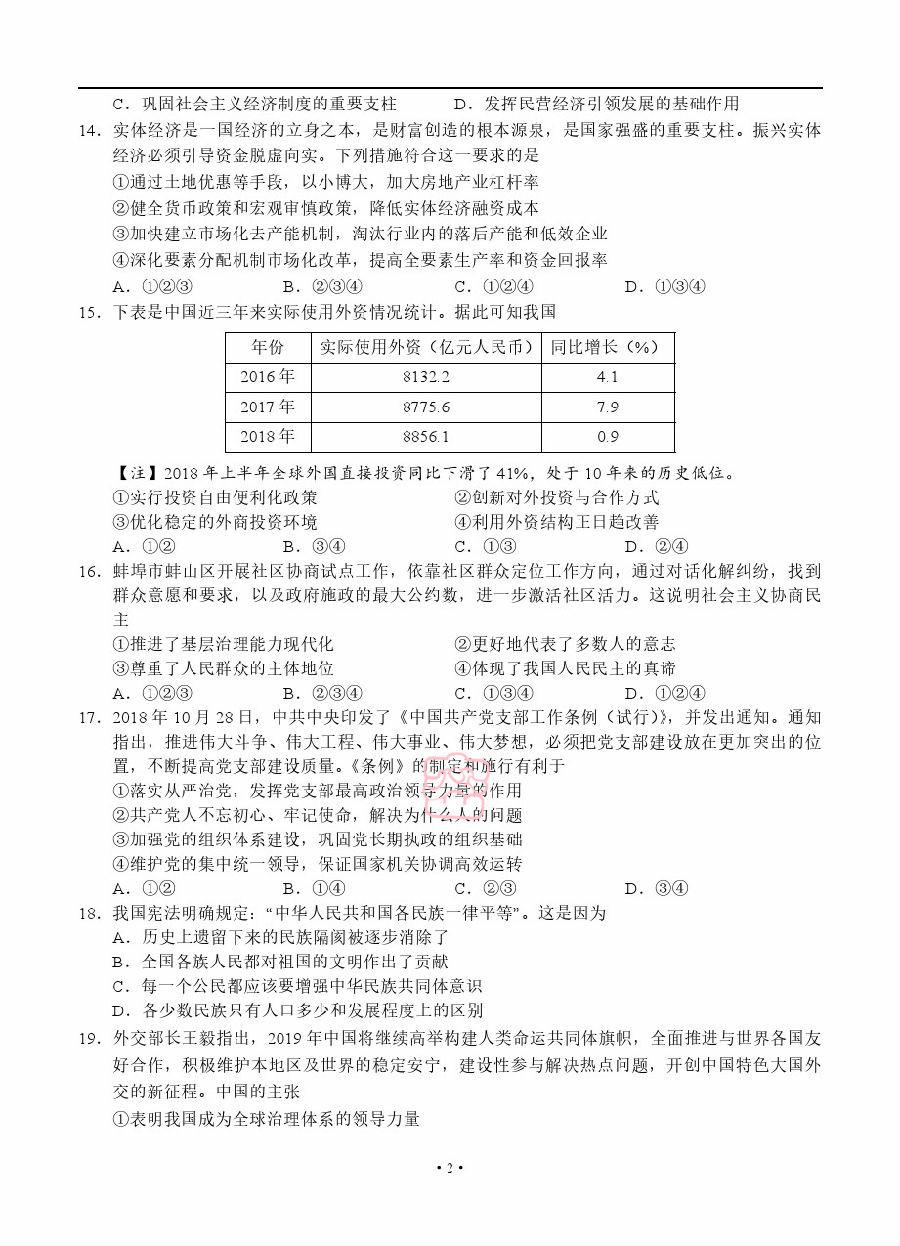 C．巩固社会主义经济制度的重要支柱 D．发挥民营经济引领发展的基础作用
14．实体经济是一国经济的立身之本，是财富创造的根本源泉，是国家强盛的重要支柱。振兴实体
经济必须引导资金脱虚向实。下列措施符合这一要求的是
①通过土地优惠等手段，以小博大，加大房地产业杠杆率
②健全货币政策和宏观审慎政策，降低实体经济融资成本
③加快建立市场化去产能机制，淘汰行业内的落后产能和低效企业
④深化要素分配机制市场化改革，提高全要素生产率和资金回报率
A．①②③ B．②③④ C．①②④ D．①③④
15．下表是中国近三年来实际使用外资情况统计。据此可知我国
年份 实际使用外资（亿元人民币） 同比增长（%）
2016年 8132.2 4.1
2017年 8775.6 7.9
2018年 8856.1 0.9
【注】2018年上半年全球外国直接投资同比下滑了41%，处于10年来的历史低位。
①实行投资自由便利化政策 ②创新对外投资与合作方式
③优化稳定的外商投资环境 ④利用外资结构正日趋改善
A．①② B．③④ C．①③ D．②④
16．蚌埠市蚌山区开展社区协商试点工作，依靠社区群众定位工作方向，通过对话化解纠纷，找到
群众意愿和要求，以及政府施政的最大公约数，进一步激活社区活力。这说明社会主义协商民
主
①推进了基层治理能力现代化 ②更好地代表了多数人的意志
③尊重了人民群众的主体地位 ④体现了我国人民民主的真谛
A．①②③ B．②③④ C．①③④ D．①②④
17．2018年10月28日，中共中央印发了《中国共产党支部工作条例（试行）》，并发出通知。通知
指出，推进伟大斗争、伟大工程、伟大事业、伟大梦想，必须把党支部建设放在更加突出的位
置，不断提高党支部建设质量。《条例》的制定和施行有利于
①落实从严治党，发挥党支部最高政治领导力量的作用
②共产党人不忘初心、牢记使命，解决为什么人的问题
③加强党的组织体系建设，巩固党长期执政的组织基础
④维护党的集中统一领导，保证国家机关协调高效运转
A．①② B．①④ C．②③ D．③④
18．我国宪法明确规定：“中华人民共和国各民族一律平等”。这是因为
A．历史上遗留下来的民族隔阂被逐步消除了
B．全国各族人民都对祖国的文明作出了贡献
C．每一个公民都应该要增强中华民族共同体意识
D．各少数民族只有人口多少和发展程度上的区别
19．外交部长王毅指出，2019年中国将继续高举构建人类命运共同体旗帜，全面推进与世界各国友
好合作，积极维护本地区及世界的稳定安宁，建设性参与解决热点问题，开创中国特色大国外
交的新征程。中国的主张
①表明我国成为全球治理体系的领导力量
• 2 •